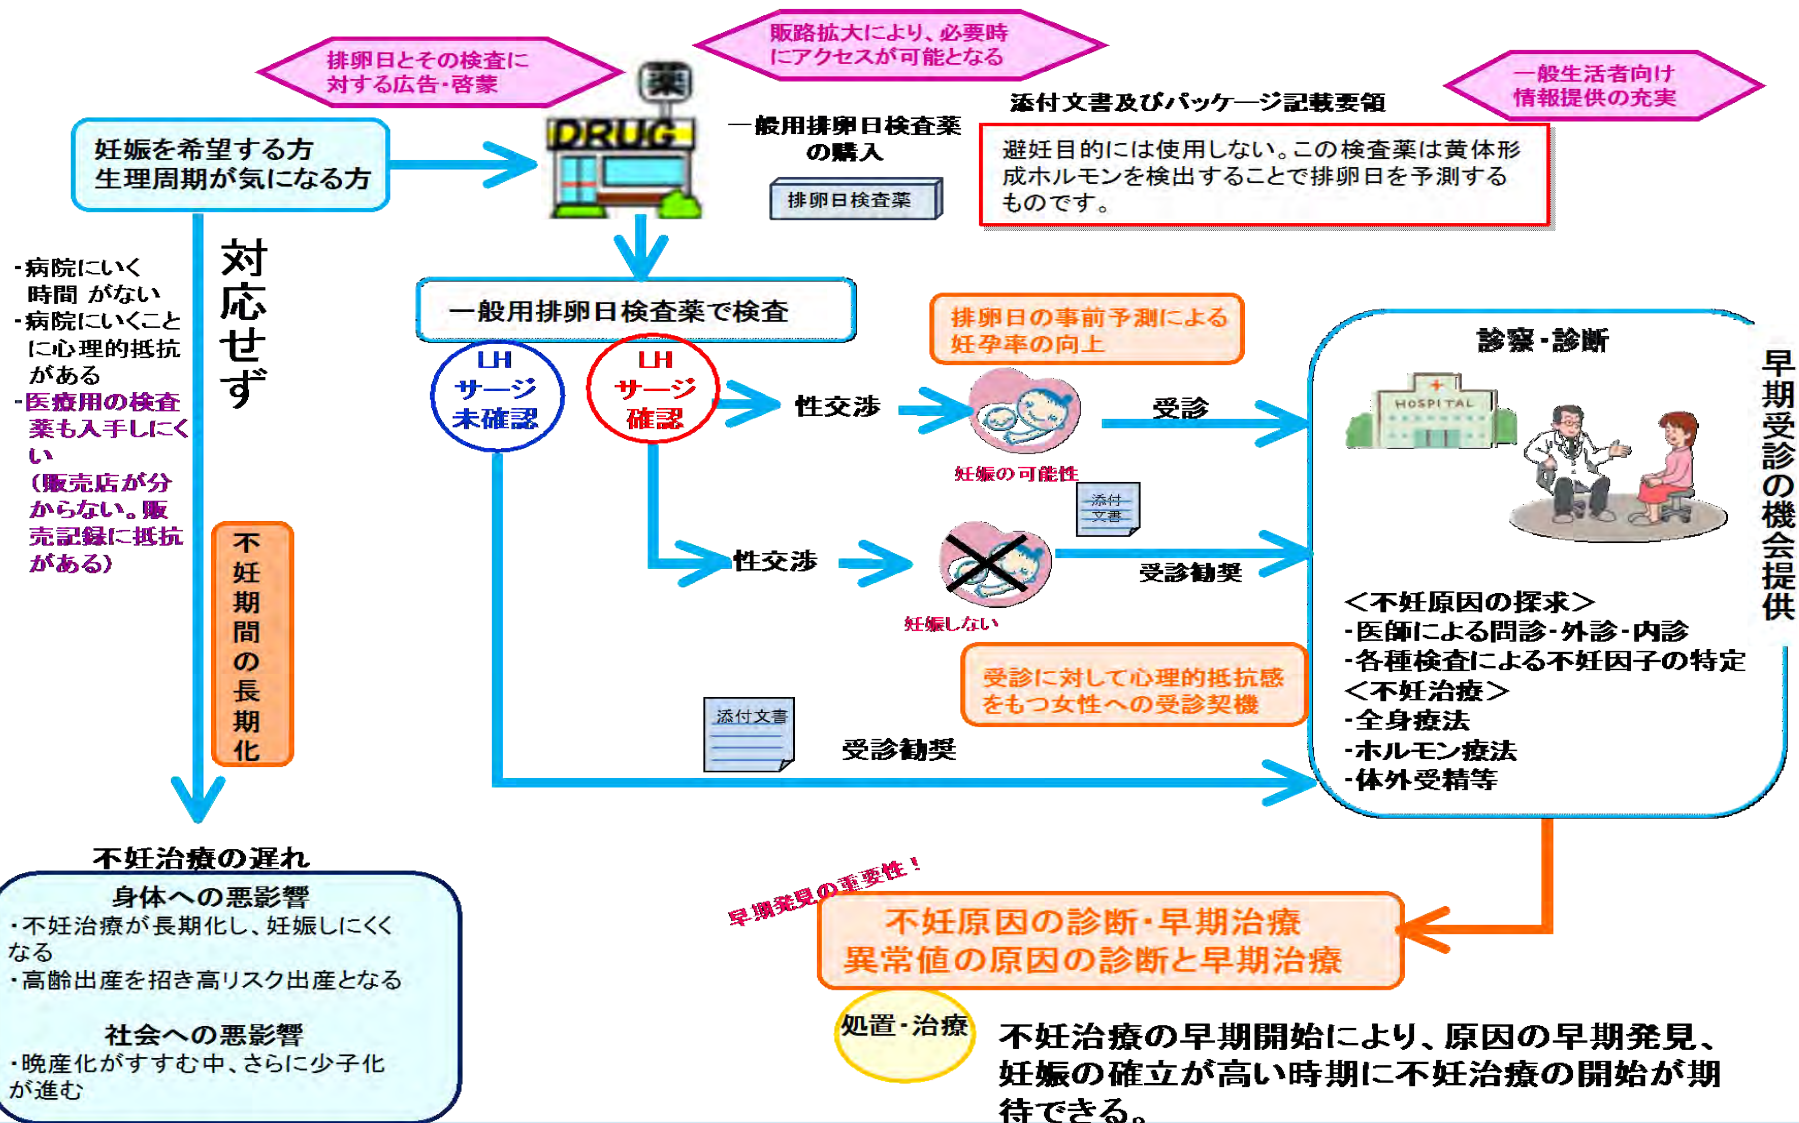 排卵日とその検査に
対する広告・啓蒙
販路拡大により、必要時
にアクセスが可能となる
一般生活者向け
情報提供の充実
妊娠を希望する方
生理周期が気になる方
薬
DRUG
一般用排卵日検査薬
の購入
排卵日検査薬
添付文書及びパッケージ記載要領
避妊目的には使用しない。この検査薬は黄体形
成ホルモンを検出することで排卵日を予測する
ものです。
対応せず
・病院にいく
時間 がない
・病院にいくこと
に心理的抵抗
がある
・医療用の検査
薬も入手しにく
い
（販売店が分
からない。販
売記録に抵抗
がある）
不妊期間の長期化
一般用排卵日検査薬で検査
LH
サージ
未確認
LH
サージ
確認
排卵日の事前予測による
妊孕率の向上
性交渉
妊娠の可能性
受診
性交渉
妊娠しない
添付
文書
受診勧奨
受診に対して心理的抵抗感
をもつ女性への受診契機
添付文書
受診勧奨
診察・診断
HOSPITAL
＜不妊原因の探求＞
・医師による問診・外診・内診
・各種検査による不妊因子の特定
＜不妊治療＞
・全身療法
・ホルモン療法
・体外受精等
早期受診の機会提供
不妊治療の遅れ
身体への悪影響
・不妊治療が長期化し、妊娠しにくく
なる
・高齢出産を招き高リスク出産となる
社会への悪影響
・晩産化がすすむ中、さらに少子化
が進む
早期発見の重要性！
不妊原因の診断・早期治療
異常値の原因の診断と早期治療
処置・治療
不妊治療の早期開始により、原因の早期発見、
妊娠の確立が高い時期に不妊治療の開始が期
待できる。